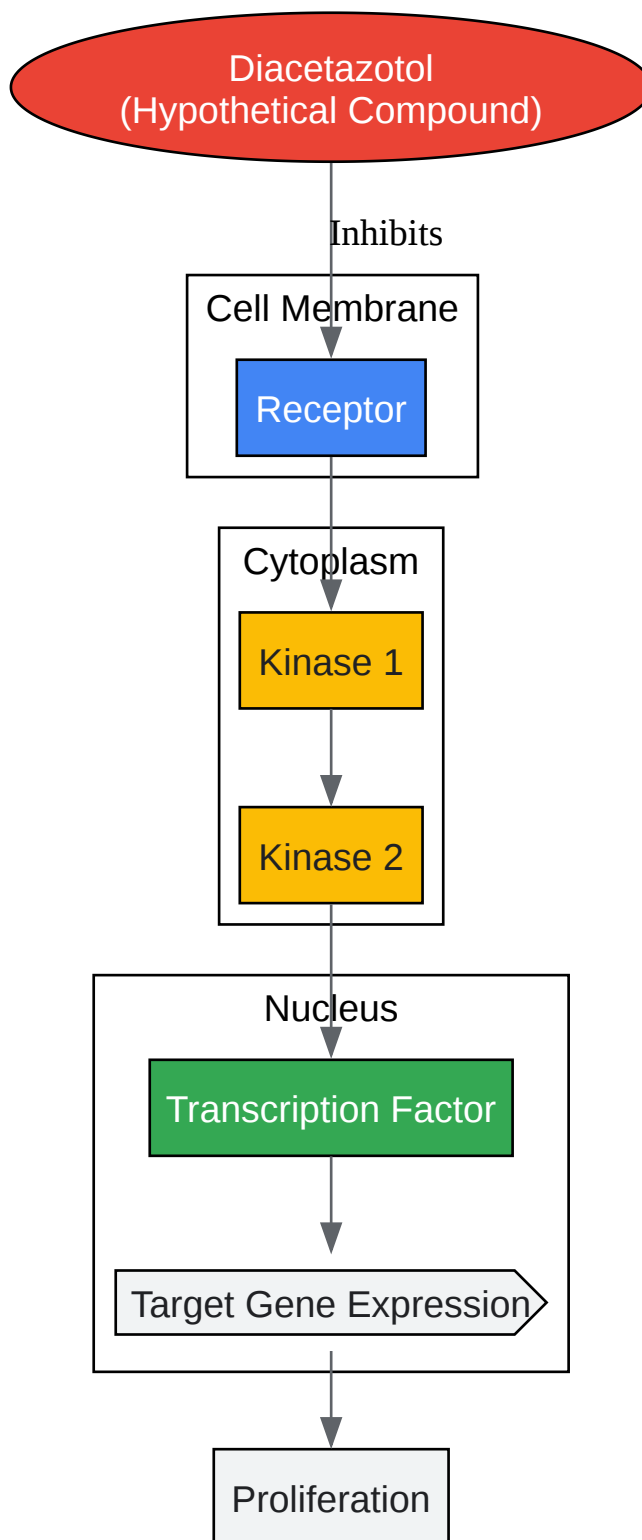 Diacetazotol
(Hypothetical Compound)
Inhibits
Cell Membrane
Receptor
Cytoplasm
Kinase 1
Kinase 2
Nucleus
Transcription Factor
Target Gene Expression
Proliferation